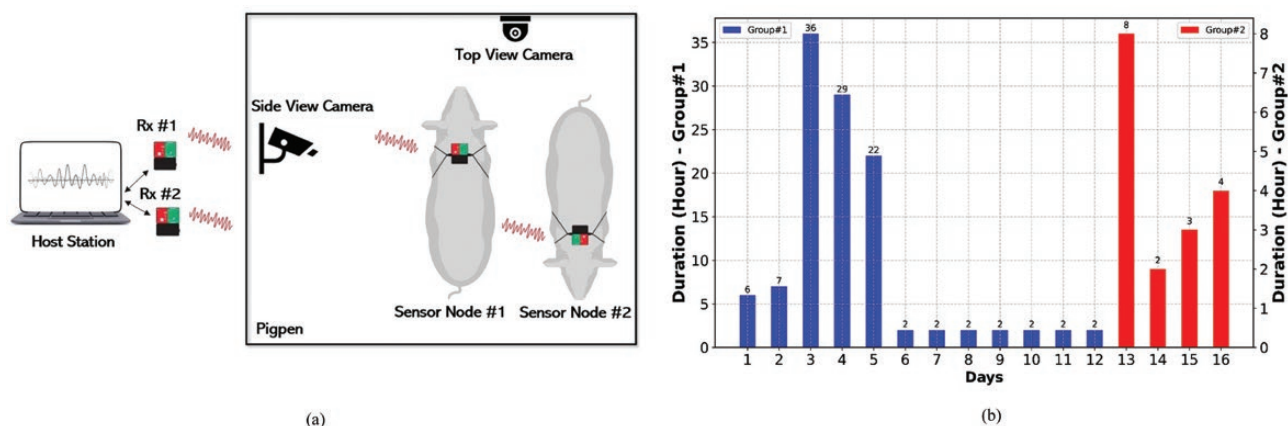 Top View Camera
Side View Camera
Rx #1
Rx #2
Host Station
Sensor Node #1
Sensor Node #2
Pigpen
(a)
Group#1
Group#2
Duration (Hour) - Group#1
35
30
25
20
15
10
5
0
6
7
36
29
22
2
2
2
2
2
2
2
8
2
3
4
8
7
6
5
4
3
2
1
0
Duration (Hour) - Group#2
1 2 3 4 5 6 7 8 9 10 11 12 13 14 15 16
Days
(b)